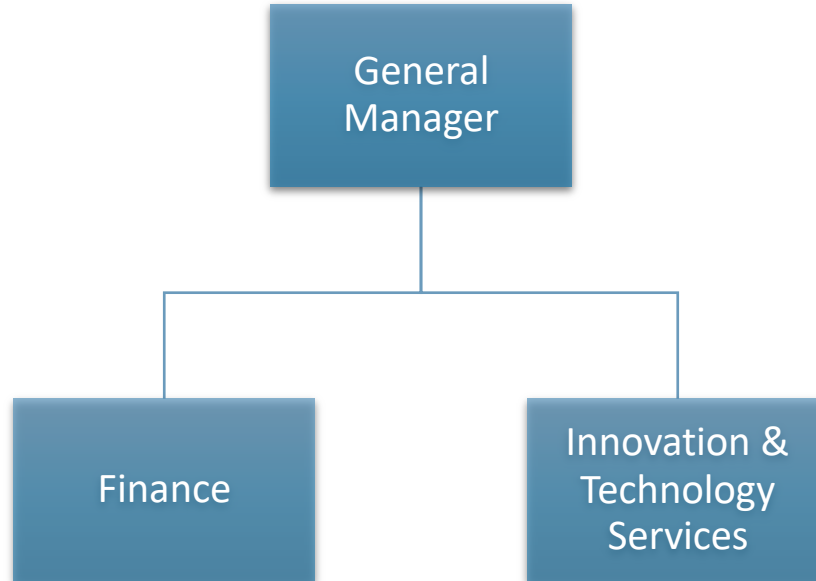 General
Manager
Finance
Innovation &
Technology
Services